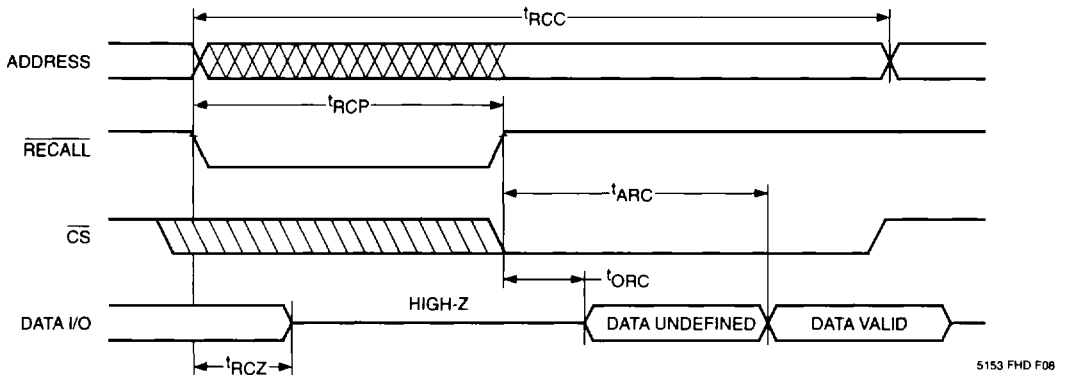 tRCC
ADDRESS
tRCP
RECALL
tARC
CS
tORC
HIGH-Z
DATA I/O
DATA UNDEFINED
DATA VALID
tRCZ
5153 FHD F08